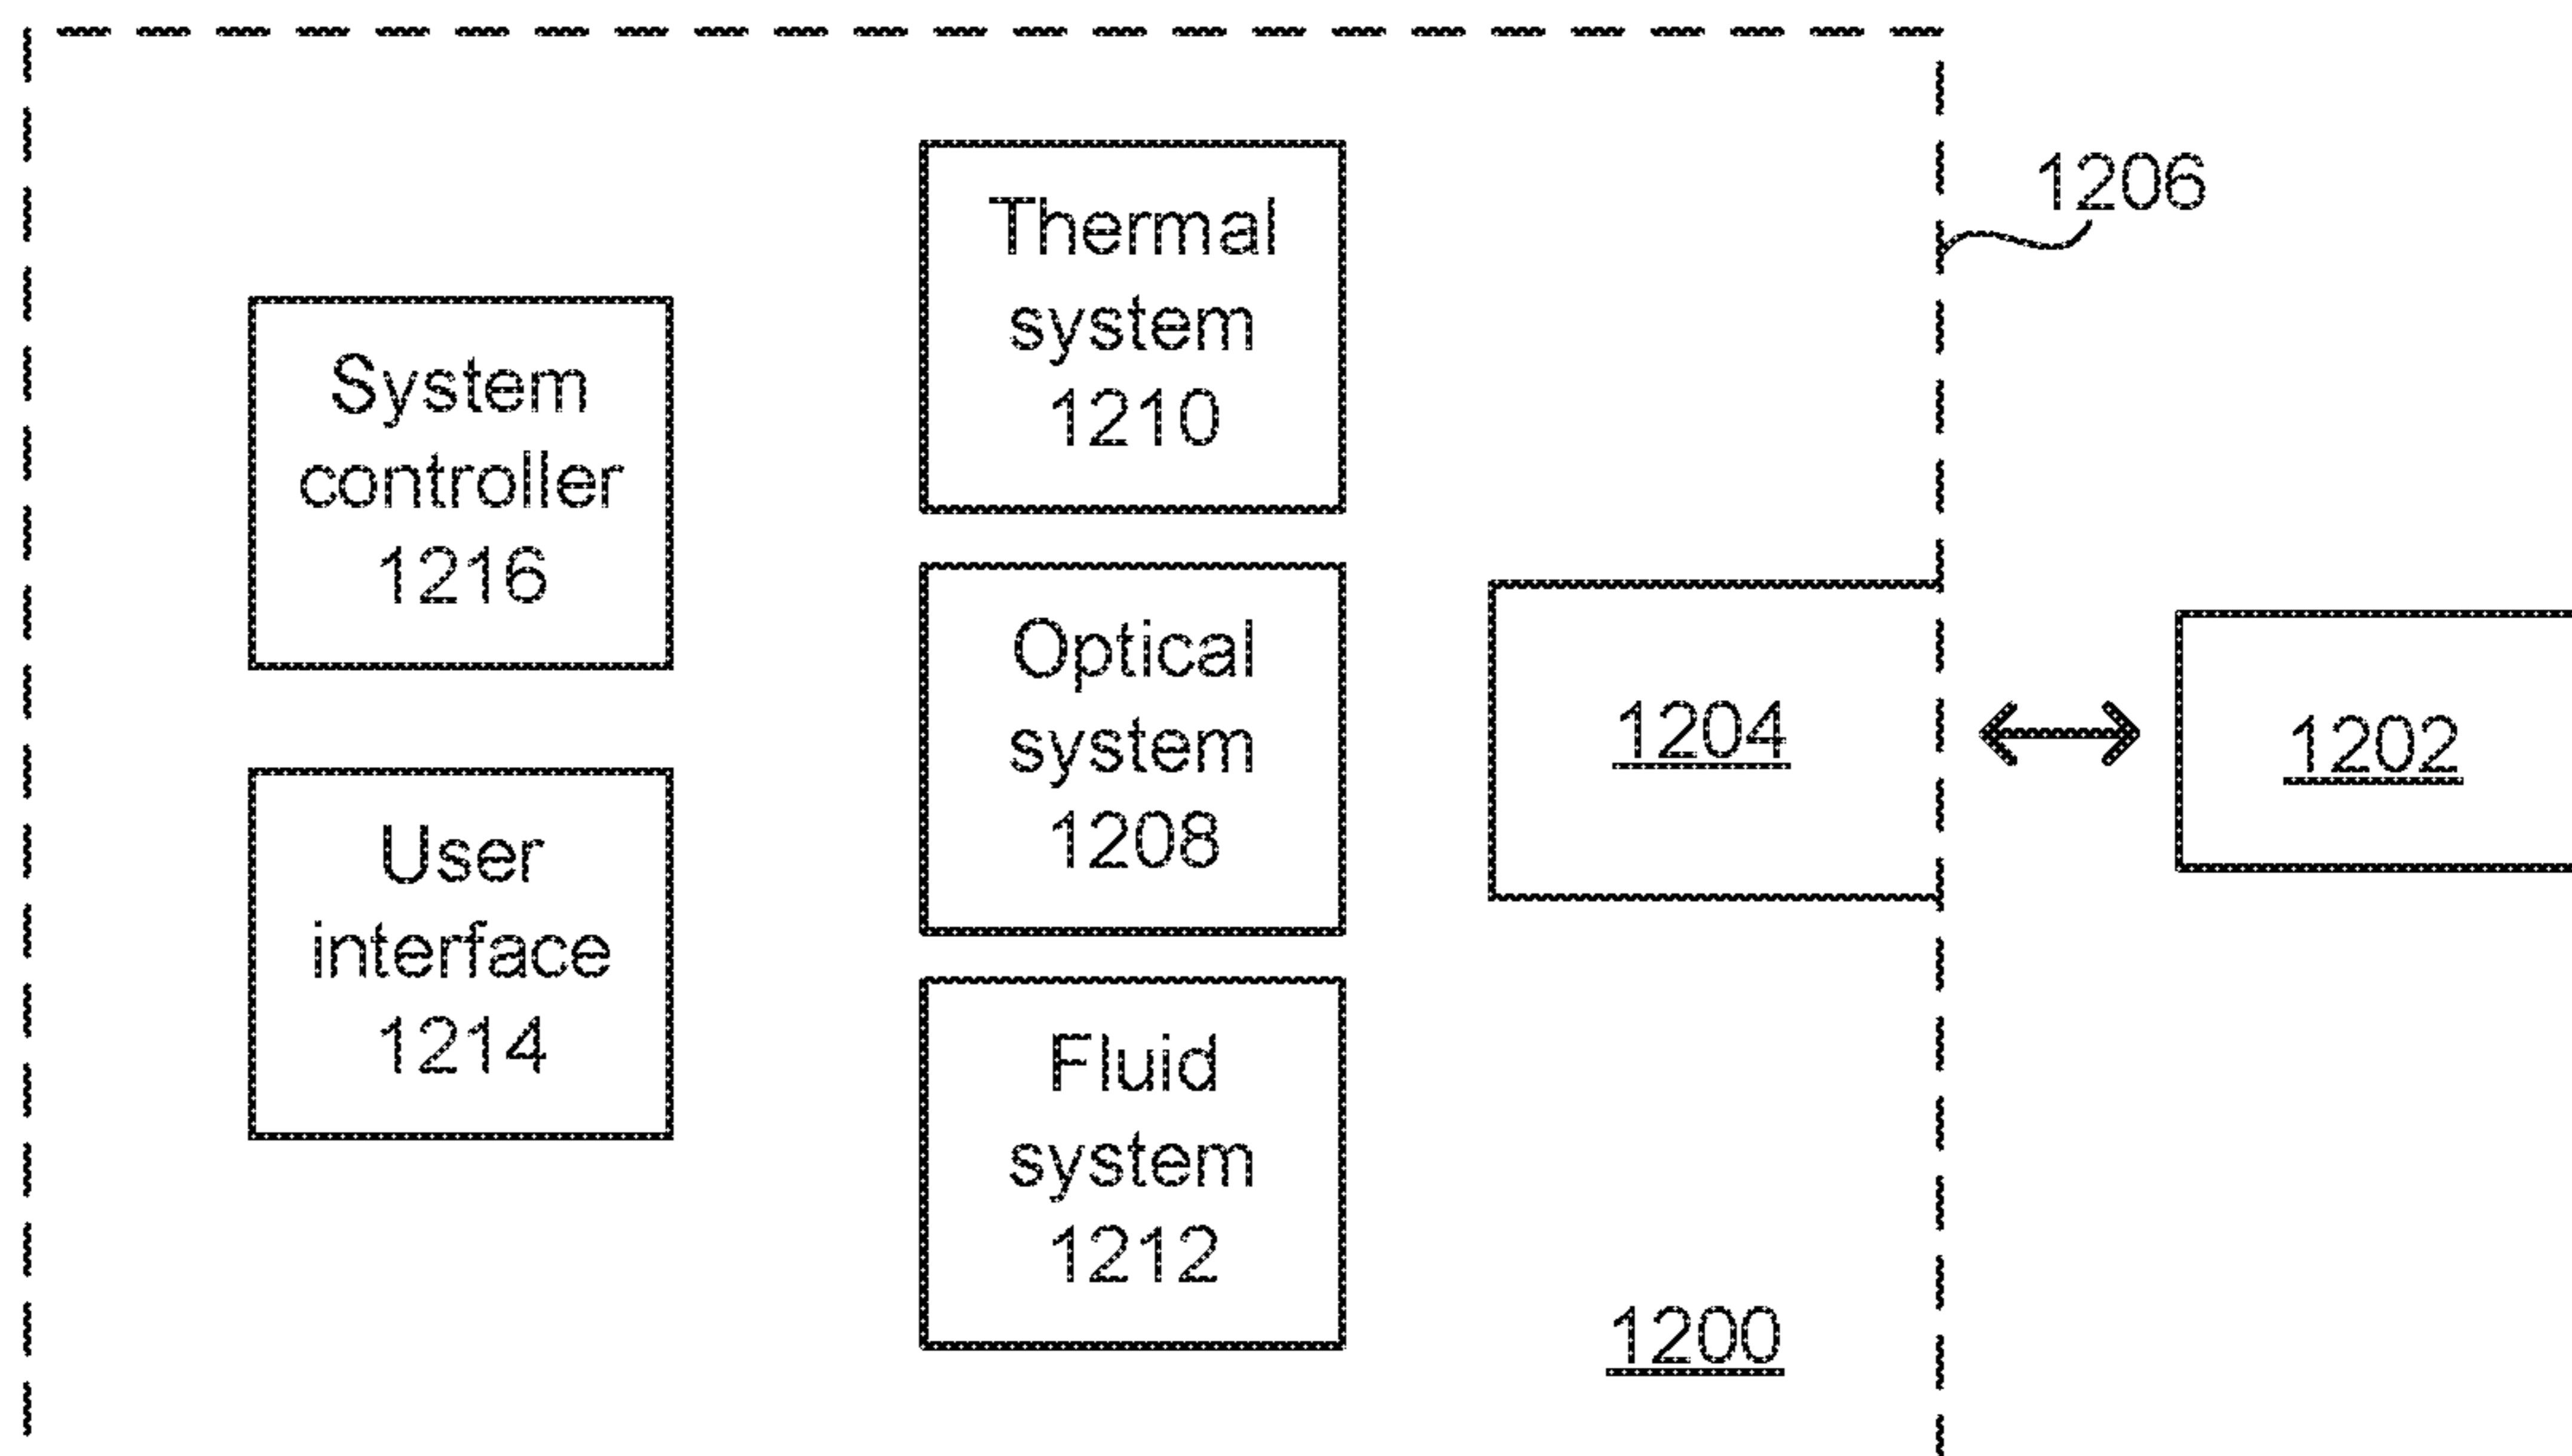 System
controller
1216
User
interface
1214
Thermal
system
1210
Optical
system
1208
Fluid
system
1212
1204
1200
1206
1202